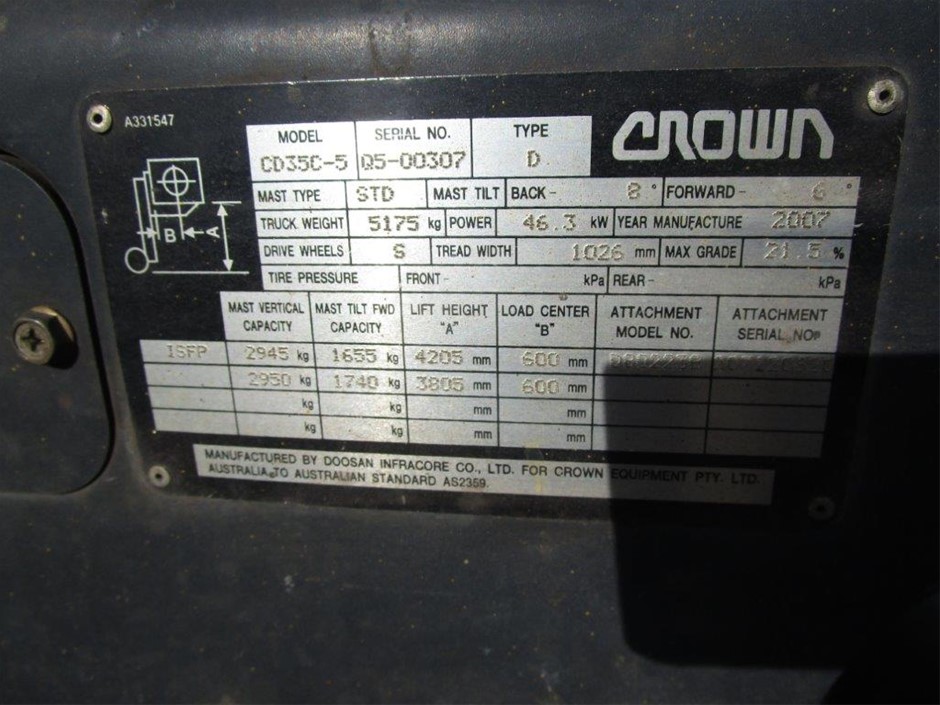 A331547
CROWN
MODEL SERIAL NO. TYPE
CD35C-5 Q5-00307 D
MAST TYPE STD MAST TILT BACK- 8 ° FORWARD- 6 °
TRUCK WEIGHT 5175 kg POWER 46.3 kW YEAR MANUFACTURE 2007
DRIVE WHEELS S TREAD WIDTH 1026 mm MAX GRADE 21.5 %
TIRE PRESSURE FRONT- kPa REAR- kPa
MAST VERTICAL CAPACITY MAST TILT FWD CAPACITY LIFT HEIGHT "A" LOAD CENTER "B" ATTACHMENT MODEL NO. ATTACHMENT SERIAL NO.
B A
ISFP 2945 kg 1655 kg 4205 mm 600 mm
2950 kg 1740 kg 3805 mm 600 mm
kg kg mm mm
kg kg mm mm
MANUFACTURED BY DOOSAN INFRACORE CO., LTD. FOR CROWN EQUIPMENT PTY. LTD.
AUSTRALIA. TO AUSTRALIAN STANDARD AS2359.